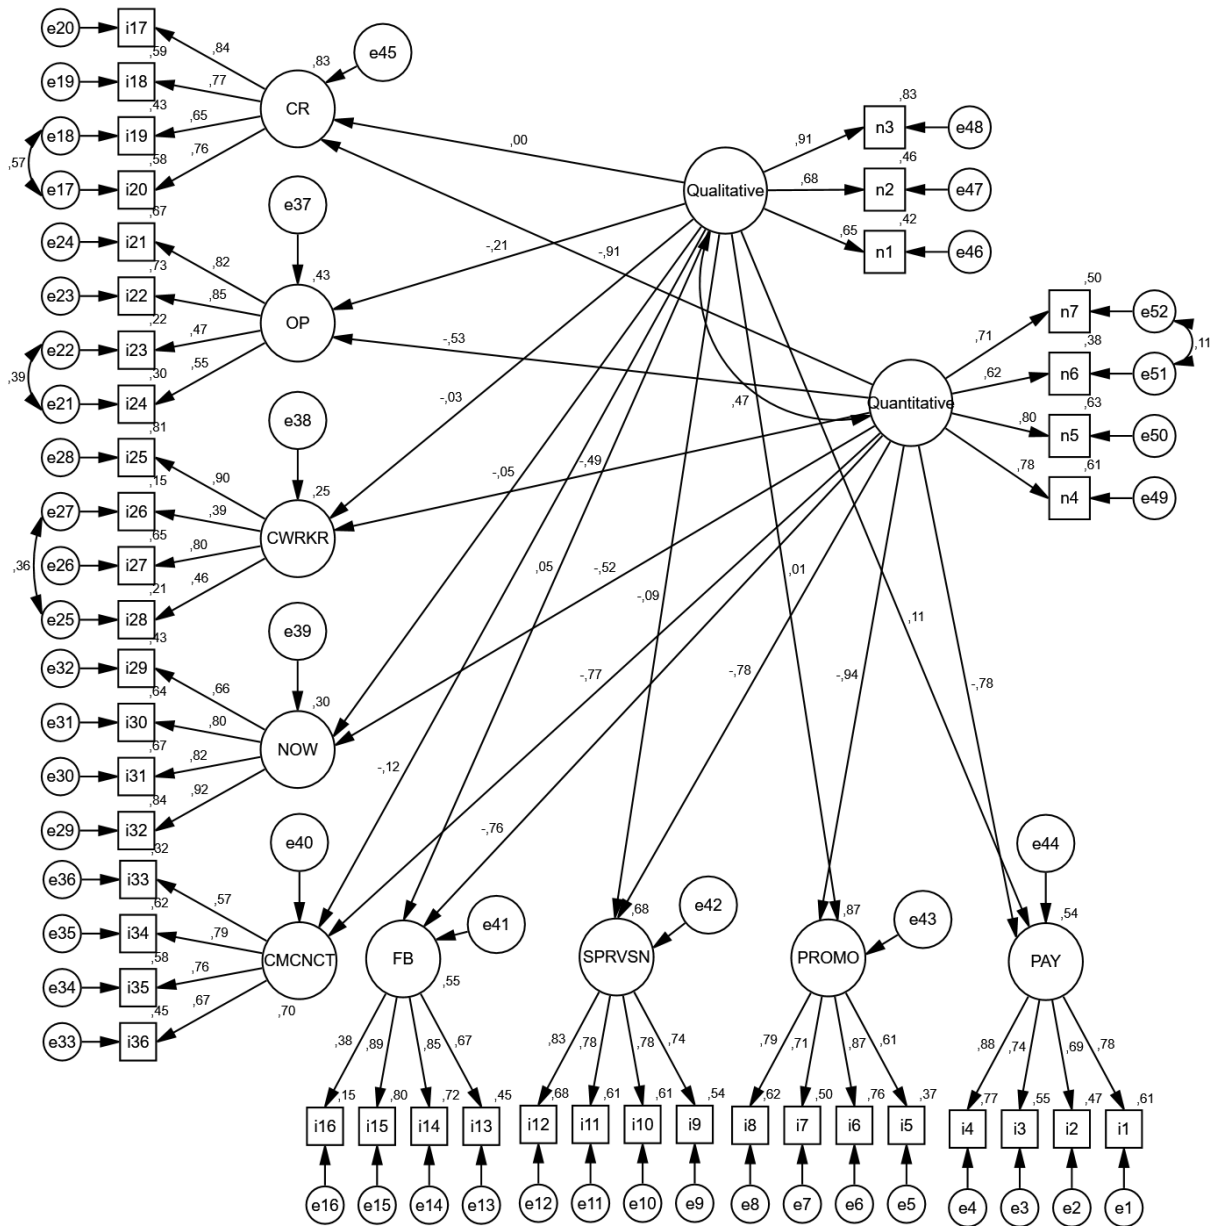 e20 i17 ,84 ,83 e45
,59
e19 i18 ,77 CR
,43
e18 i19 ,65
,57
,58
e17 i20 ,76
,67
e24 i21 ,82 e37
,73
e23 i22 ,85 ,43
,22
e22 i23 ,47 OP
,39
,30
e21 i24 ,55
,81
e28 i25 ,90 e38
,15
e27 i26 ,39 ,25
,65
e26 i27 ,80 CWRKR
,36
,21
e25 i28 ,46
,43
e32 i29 ,66 e39
,64
e31 i30 ,80 ,30
,67
e30 i31 ,82 NOW
,84
e29 i32 ,92
,32
e36 i33 ,57 e40
,62
e35 i34 ,79 CMCNCT
,58
e34 i35 ,76
,45
e33 i36 ,67 ,70
,00
-,91
-,21
-,53
-,03
-,05
-,49
,47
-,52
,05
-,09
,01
,11
-,77
-,78
-,94
-,78
-,12
-,76
Qualitative
,91 n3 ,83 e48
,68 n2 ,46 e47
,65 n1 ,42 e46
Quantitative
,71 n7 ,50 e52
,11
,62 n6 ,38 e51
,80 n5 ,63 e50
,78 n4 ,61 e49
FB e41 ,55
SPRVSN ,68 e42
PROMO ,87 e43
PAY ,54 e44
,38 ,89 ,85 ,67
,83 ,78 ,78 ,74
,79 ,71 ,87 ,61
,88 ,74 ,69 ,78
,15 ,80 ,72 ,45
,68 ,61 ,61 ,54
,62 ,50 ,76 ,37
,77 ,55 ,47 ,61
i16 i15 i14 i13
i12 i11 i10 i9
i8 i7 i6 i5
i4 i3 i2 i1
e16 e15 e14 e13
e12 e11 e10 e9
e8 e7 e6 e5
e4 e3 e2 e1